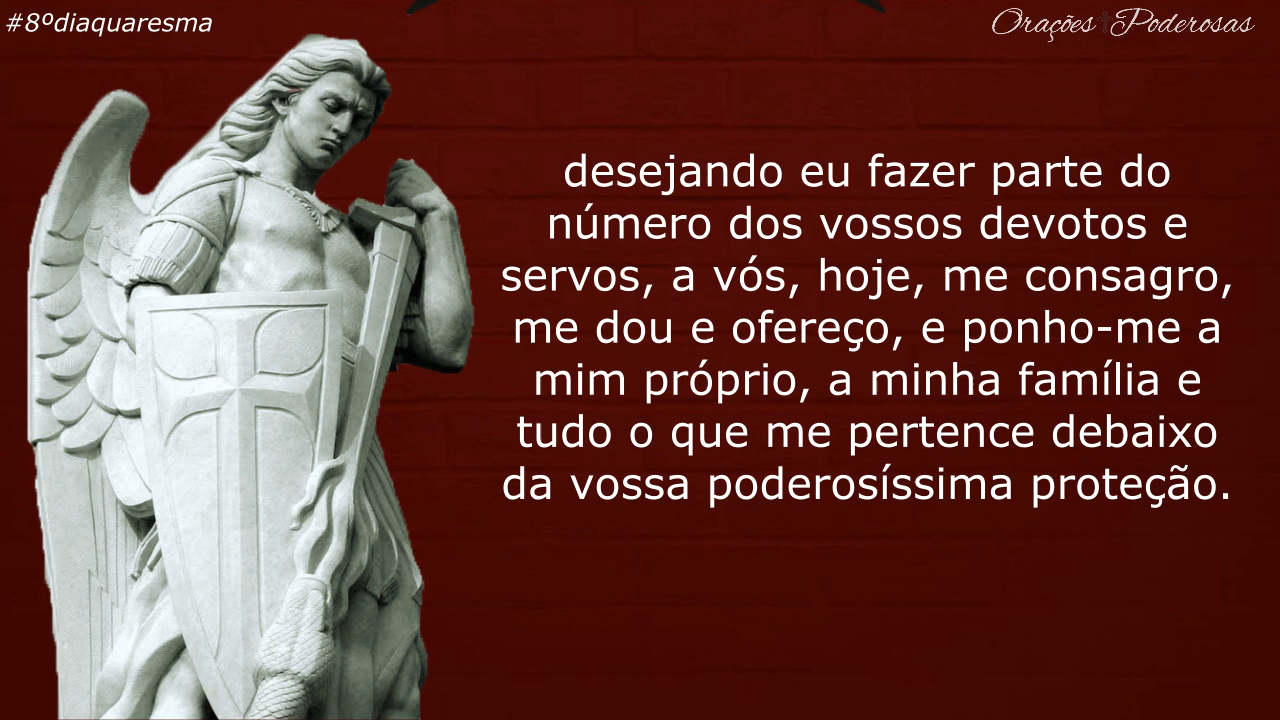 #8ºdiaquaresma
Orações Poderosas
desejando eu fazer parte do
número dos vossos devotos e
servos, a vós, hoje, me consagro,
me dou e ofereço, e ponho-me a
mim próprio, a minha família e
tudo o que me pertence debaixo
da vossa poderosíssima proteção.